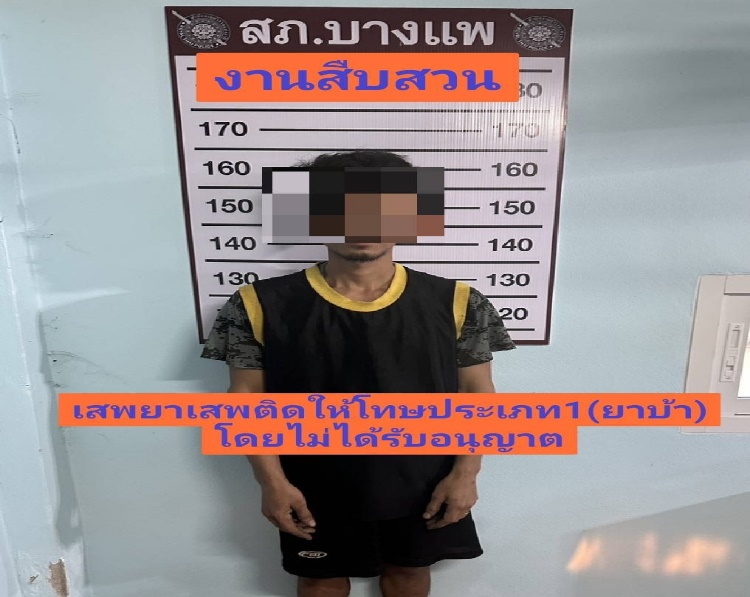 สภ.บางแพ
งานสืบสวน
80
170 170
160 160
150 150
140 140
130 130
20
เสพยาเสพติดให้โทษประเภท1(ยาบ้า)
โดยไม่ได้รับอนุญาต